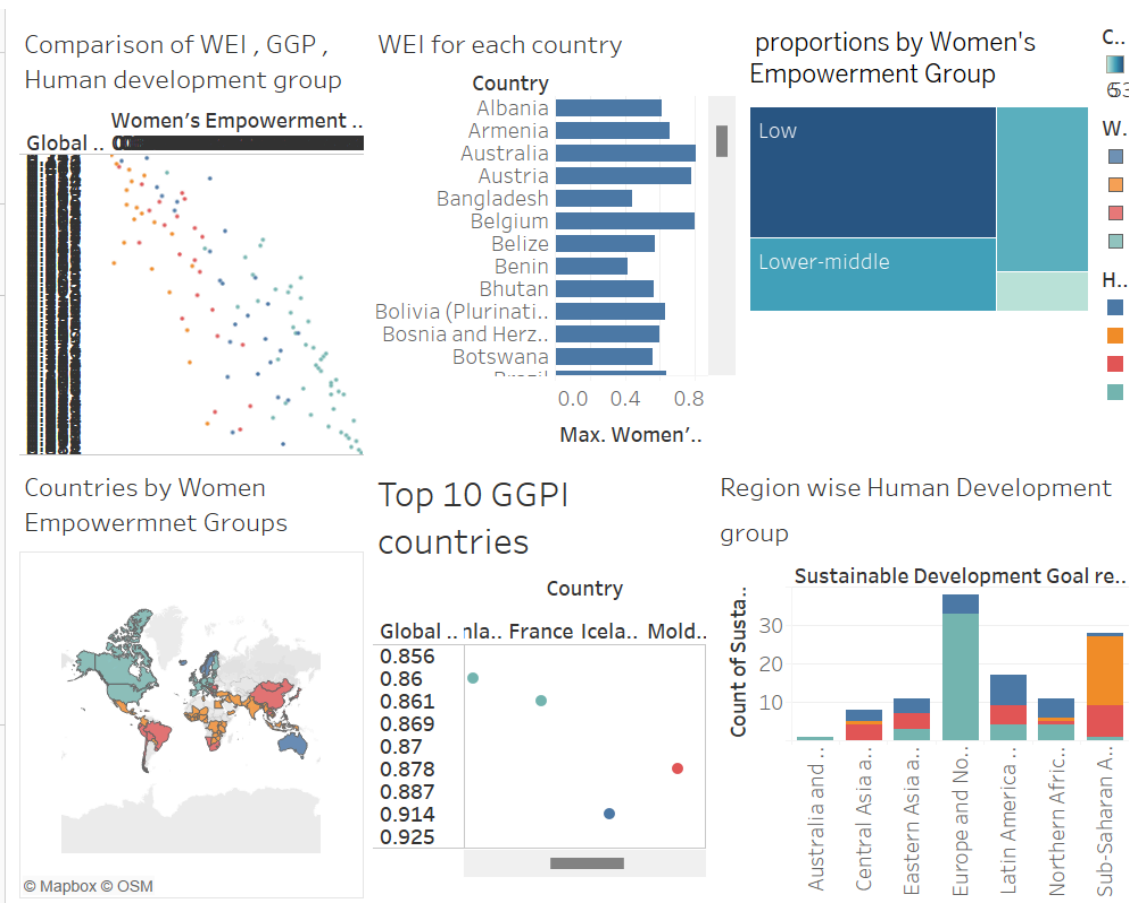 Comparison of WEI , GGP ,
Human development group
Women's Empowerment ..
Global ..
WEI for each country
Country
Albania
Armenia
Australia
Austria
Bangladesh
Belgium
Belize
Benin
Bhutan
Bolivia (Plurinati..
Bosnia and Herz..
Botswana
Brazil
0.0 0.4 0.8
Max. Women'..
proportions by Women's
Empowerment Group
Low
Lower-middle
C..
W..
H..
Countries by Women
Empowermnet Groups
© Mapbox © OSM
Top 10 GGPI
countries
Country
Global .. nla.. France Icela.. Mold..
0.856
0.86
0.861
0.869
0.87
0.878
0.887
0.914
0.925
Region wise Human Development
group
Sustainable Development Goal re..
Count of Susta..
30
20
10
Australia and ..
Central Asia a..
Eastern Asia a..
Europe and No..
Latin America ..
Northern Afric..
Sub-Saharan A..